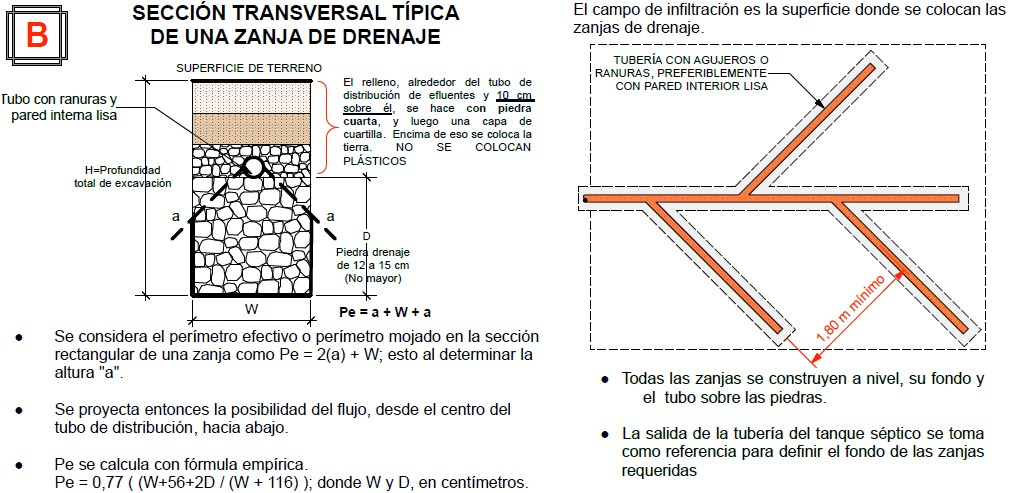 B
SECCIÓN TRANSVERSAL TÍPICA
DE UNA ZANJA DE DRENAJE
SUPERFICIE DE TERRENO
Tubo con ranuras y
pared interna lisa
H=Profundidad
total de excavación
El relleno, alrededor del tubo de
distribución de efluentes y 10 cm
sobre él, se hace con piedra
cuarta, y luego una capa de
cuartilla. Encima de eso se coloca la
tierra. NO SE COLOCAN
PLÁSTICOS
a
a
D
Piedra drenaje
de 12 a 15 cm
(No mayor)
W
Pe = a + W + a
● Se considera el perímetro efectivo o perímetro mojado en la sección
rectangular de una zanja como Pe = 2(a) + W; esto al determinar la
altura "a".
● Se proyecta entonces la posibilidad del flujo, desde el centro del
tubo de distribución, hacia abajo.
● Pe se calcula con fórmula empírica.
Pe = 0,77 ( (W+56+2D / (W + 116) ); donde W y D, en centímetros.
El campo de infiltración es la superficie donde se colocan las
zanjas de drenaje.
TUBERÍA CON AGUJEROS O
RANURAS, PREFERIBLEMENTE
CON PARED INTERIOR LISA
1,80 m mínimo
● Todas las zanjas se construyen a nivel, su fondo y
el tubo sobre las piedras.
● La salida de la tubería del tanque séptico se toma
como referencia para definir el fondo de las zanjas
requeridas